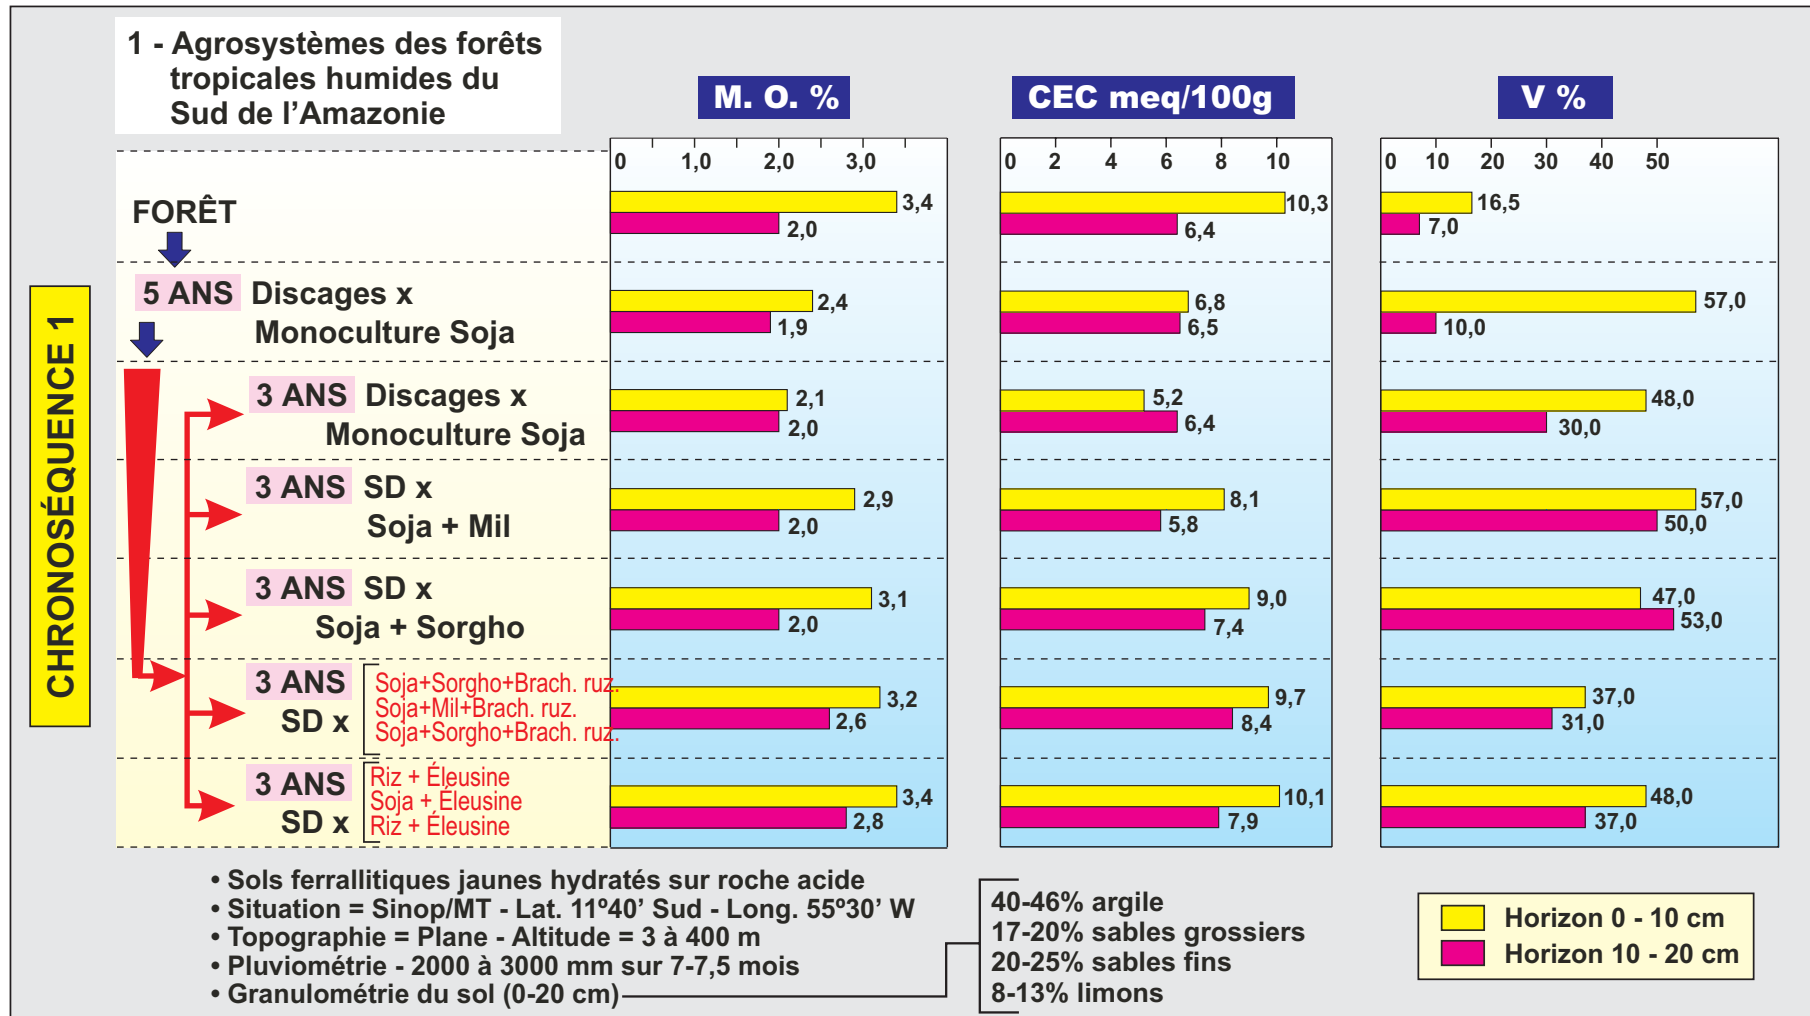 1 - Agrosystèmes des forêts
tropicales humides du
Sud de l'Amazonie
M. O. %
CEC meq/100g
V %
0 1,0 2,0 3,0
0 2 4 6 8 10
0 10 20 30 40 50
CHRONOSÉQUENCE 1
FORÊT
3,4
2,0
10,3
6,4
16,5
7,0
5 ANS Discages x
Monoculture Soja
2,4
1,9
6,8
6,5
57,0
10,0
3 ANS Discages x
Monoculture Soja
2,1
2,0
5,2
6,4
48,0
30,0
3 ANS SD x
Soja + Mil
2,9
2,0
8,1
5,8
57,0
50,0
3 ANS SD x
Soja + Sorgho
3,1
2,0
9,0
7,4
47,0
53,0
3 ANS
SD x
Soja+Sorgho+Brach. ruz.
Soja+Mil+Brach. ruz.
Soja+Sorgho+Brach. ruz.
3,2
2,6
9,7
8,4
37,0
31,0
3 ANS
SD x
Riz + Éleusine
Soja + Éleusine
Riz + Éleusine
3,4
2,8
10,1
7,9
48,0
37,0
• Sols ferrallitiques jaunes hydratés sur roche acide
• Situation = Sinop/MT - Lat. 11º40' Sud - Long. 55º30' W
• Topographie = Plane - Altitude = 3 à 400 m
• Pluviométrie - 2000 à 3000 mm sur 7-7,5 mois
• Granulométrie du sol (0-20 cm)
40-46% argile
17-20% sables grossiers
20-25% sables fins
8-13% limons
Horizon 0 - 10 cm
Horizon 10 - 20 cm